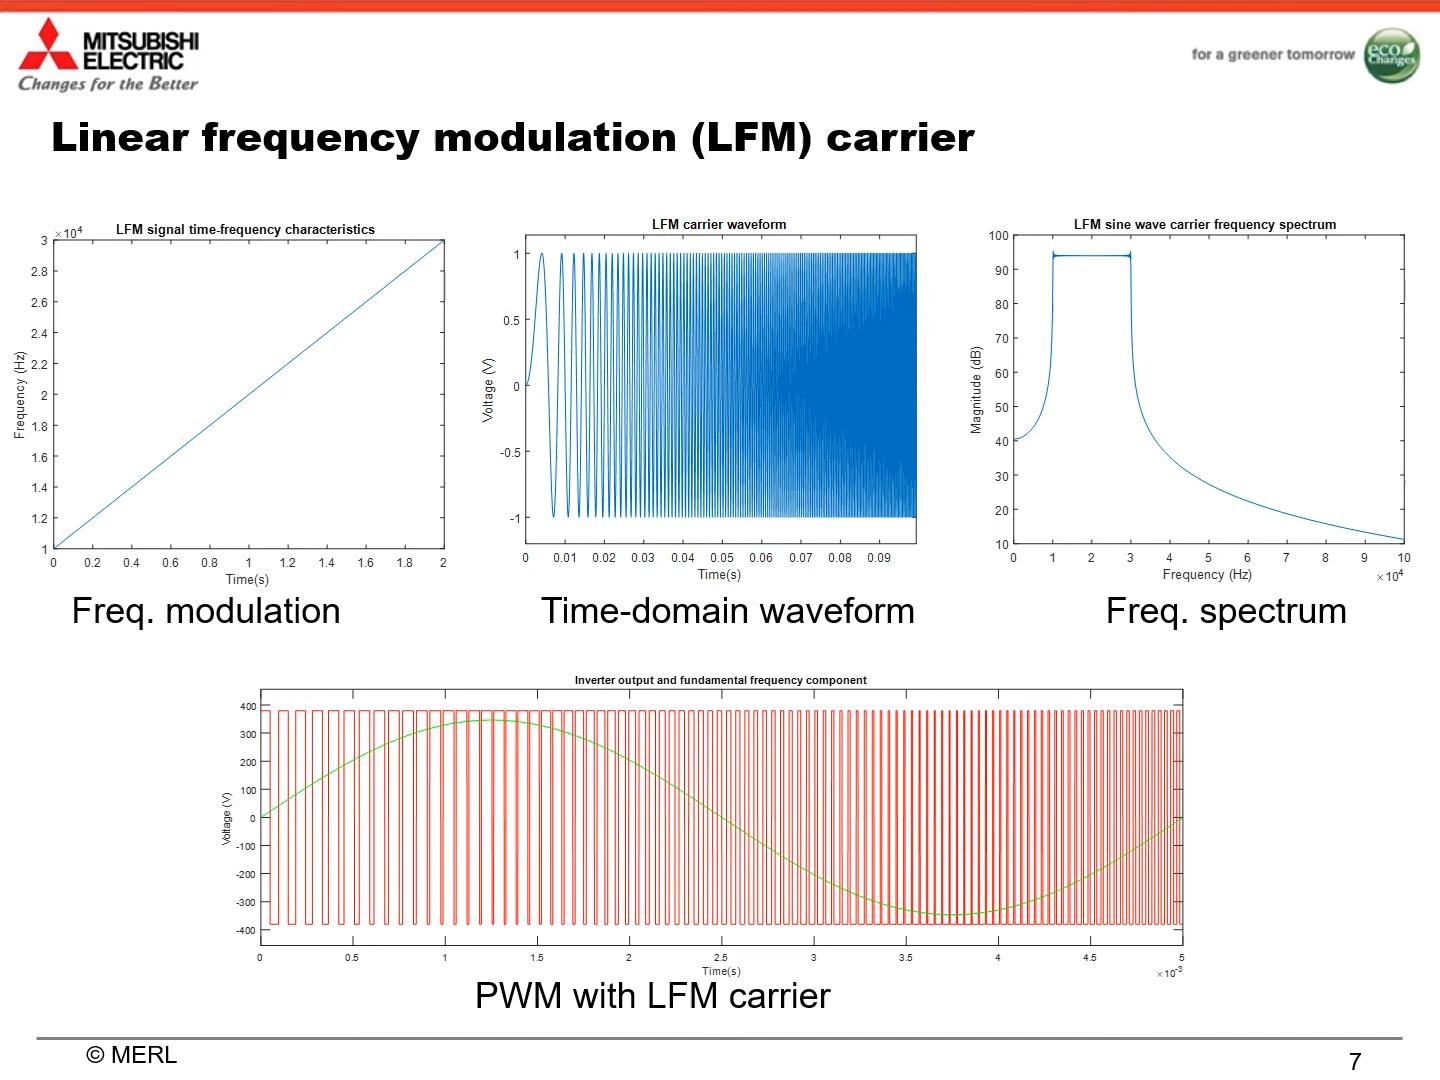 MITSUBISHI
ELECTRIC
Changes for the Better
for a greener tomorrow
eco
Changes
Linear frequency modulation (LFM) carrier
LFM signal time-frequency characteristics
×10⁴
3
2.8
2.6
2.4
2.2
2
1.8
1.6
1.4
1.2
1
Frequency (Hz)
0 0.2 0.4 0.6 0.8 1 1.2 1.4 1.6 1.8 2
Time(s)
Freq. modulation
LFM carrier waveform
1
0.5
0
-0.5
-1
Voltage (V)
0 0.01 0.02 0.03 0.04 0.05 0.06 0.07 0.08 0.09
Time(s)
Time-domain waveform
LFM sine wave carrier frequency spectrum
100
90
80
70
60
50
40
30
20
10
Magnitude (dB)
0 1 2 3 4 5 6 7 8 9 10
Frequency (Hz)
×10⁴
Freq. spectrum
Inverter output and fundamental frequency component
400
300
200
100
0
-100
-200
-300
-400
Voltage (V)
0 0.5 1 1.5 2 2.5 3 3.5 4 4.5 5
Time(s)
×10⁻³
PWM with LFM carrier
© MERL
7